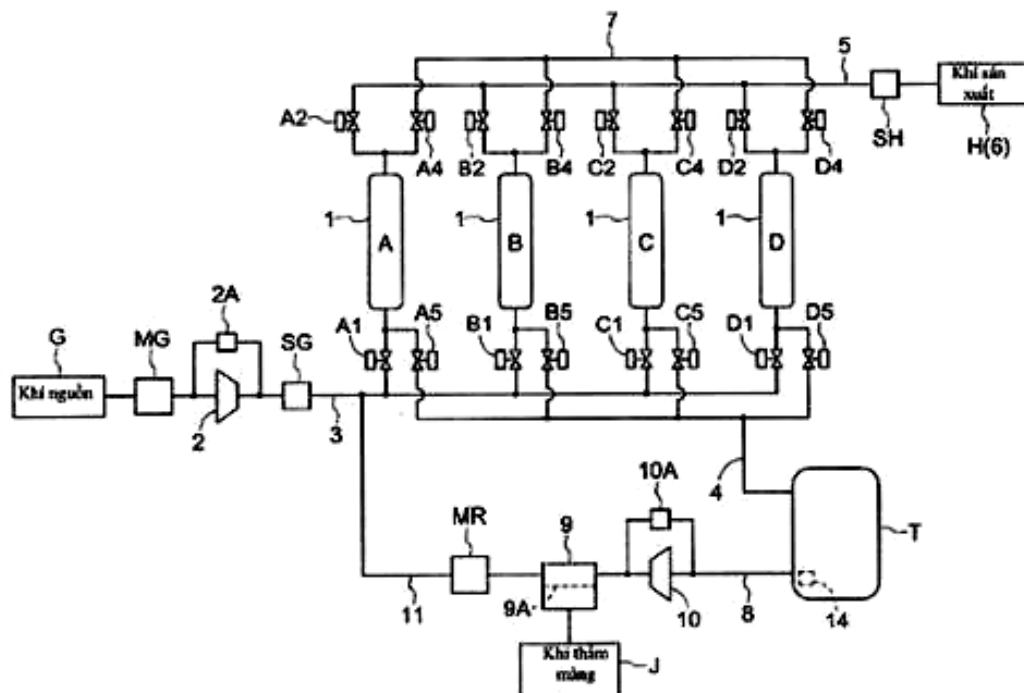 7
5
Khí sản
xuất
A2
A4
B2
B4
C2
C4
D2
D4
SH
H(6)
1
1
1
1
A
B
C
D
2A
G
MG
SG
A1
A5
B1
B5
C1
C5
D1
D5
Khí nguồn
2
3
4
10A
MR
9
T
11
9A
10
8
14
Khí thấm
màng
J